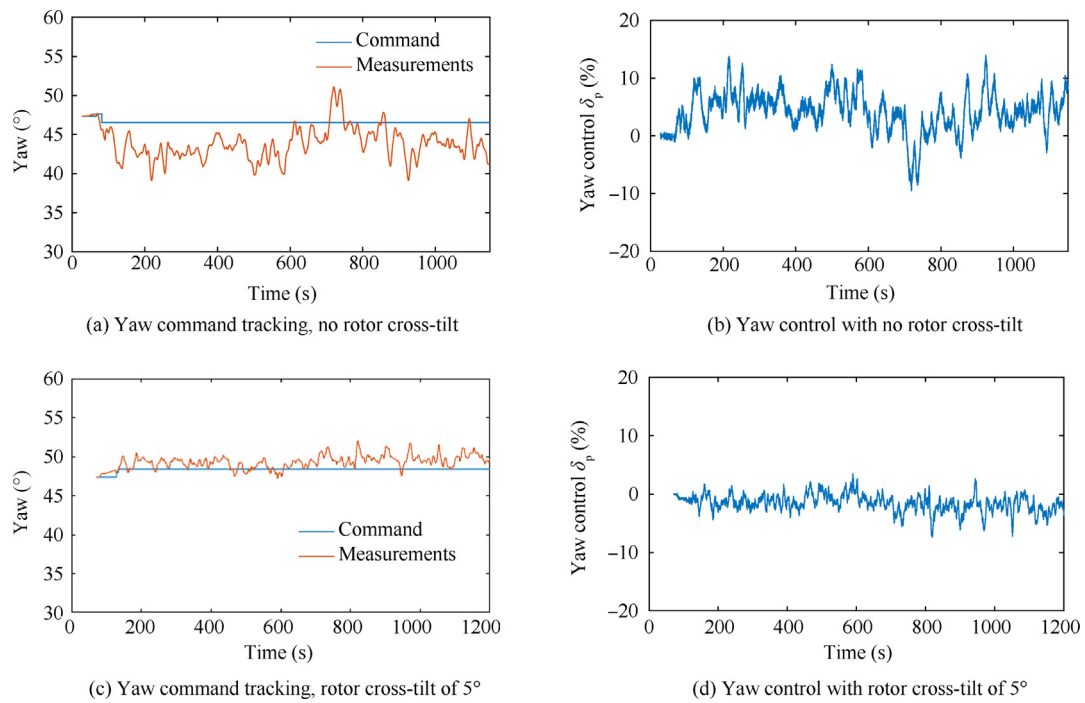 60
55
50
45
40
35
30
Yaw (°)
Command
Measurements
0 200 400 600 800 1000
Time (s)
(a) Yaw command tracking, no rotor cross-tilt
20
10
0
−10
−20
Yaw control δp (%)
0 200 400 600 800 1000
Time (s)
(b) Yaw control with no rotor cross-tilt
60
55
50
45
40
35
30
Yaw (°)
Command
Measurements
0 200 400 600 800 1000 1200
Time (s)
(c) Yaw command tracking, rotor cross-tilt of 5°
20
10
0
−10
−20
Yaw control δp (%)
0 200 400 600 800 1000 1200
Time (s)
(d) Yaw control with rotor cross-tilt of 5°